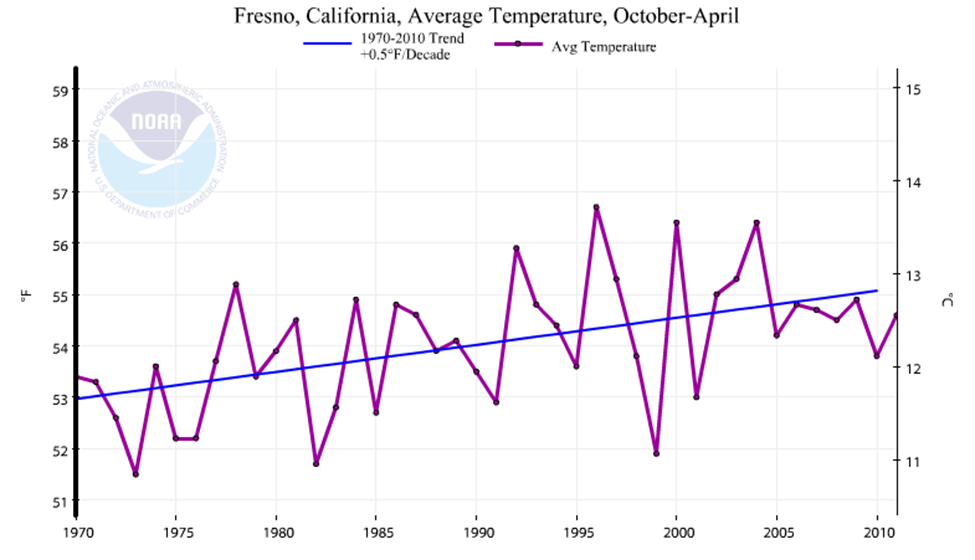 Fresno, California, Average Temperature, October-April
1970-2010 Trend
+0.5°F/Decade
Avg Temperature
59
58
57
56
55
54
53
52
51
°F
15
14
13
12
11
°C
1970
1975
1980
1985
1990
1995
2000
2005
2010
NATIONAL OCEANIC AND ATMOSPHERIC ADMINISTRATION
NOAA
U.S. DEPARTMENT OF COMMERCE